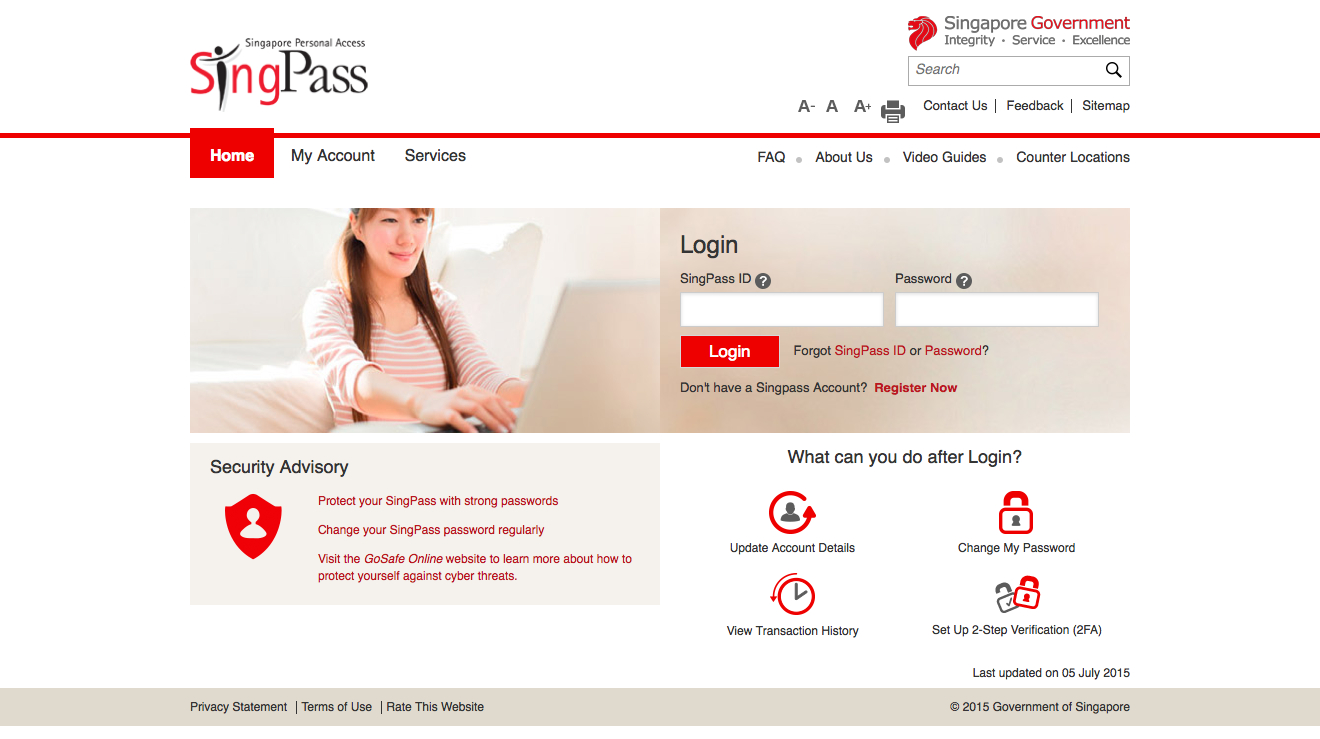 Singapore Personal Access
SingPass
Singapore Government
Integrity · Service · Excellence
Search
A- A A+ Contact Us | Feedback | Sitemap
Home My Account Services
FAQ About Us Video Guides Counter Locations
Login
SingPass ID ? Password ?
Login Forgot SingPass ID or Password?
Don't have a Singpass Account? Register Now
Security Advisory
Protect your SingPass with strong passwords
Change your SingPass password regularly
Visit the GoSafe Online website to learn more about how to
protect yourself against cyber threats.
What can you do after Login?
Update Account Details Change My Password
View Transaction History Set Up 2-Step Verification (2FA)
Last updated on 05 July 2015
Privacy Statement | Terms of Use | Rate This Website © 2015 Government of Singapore